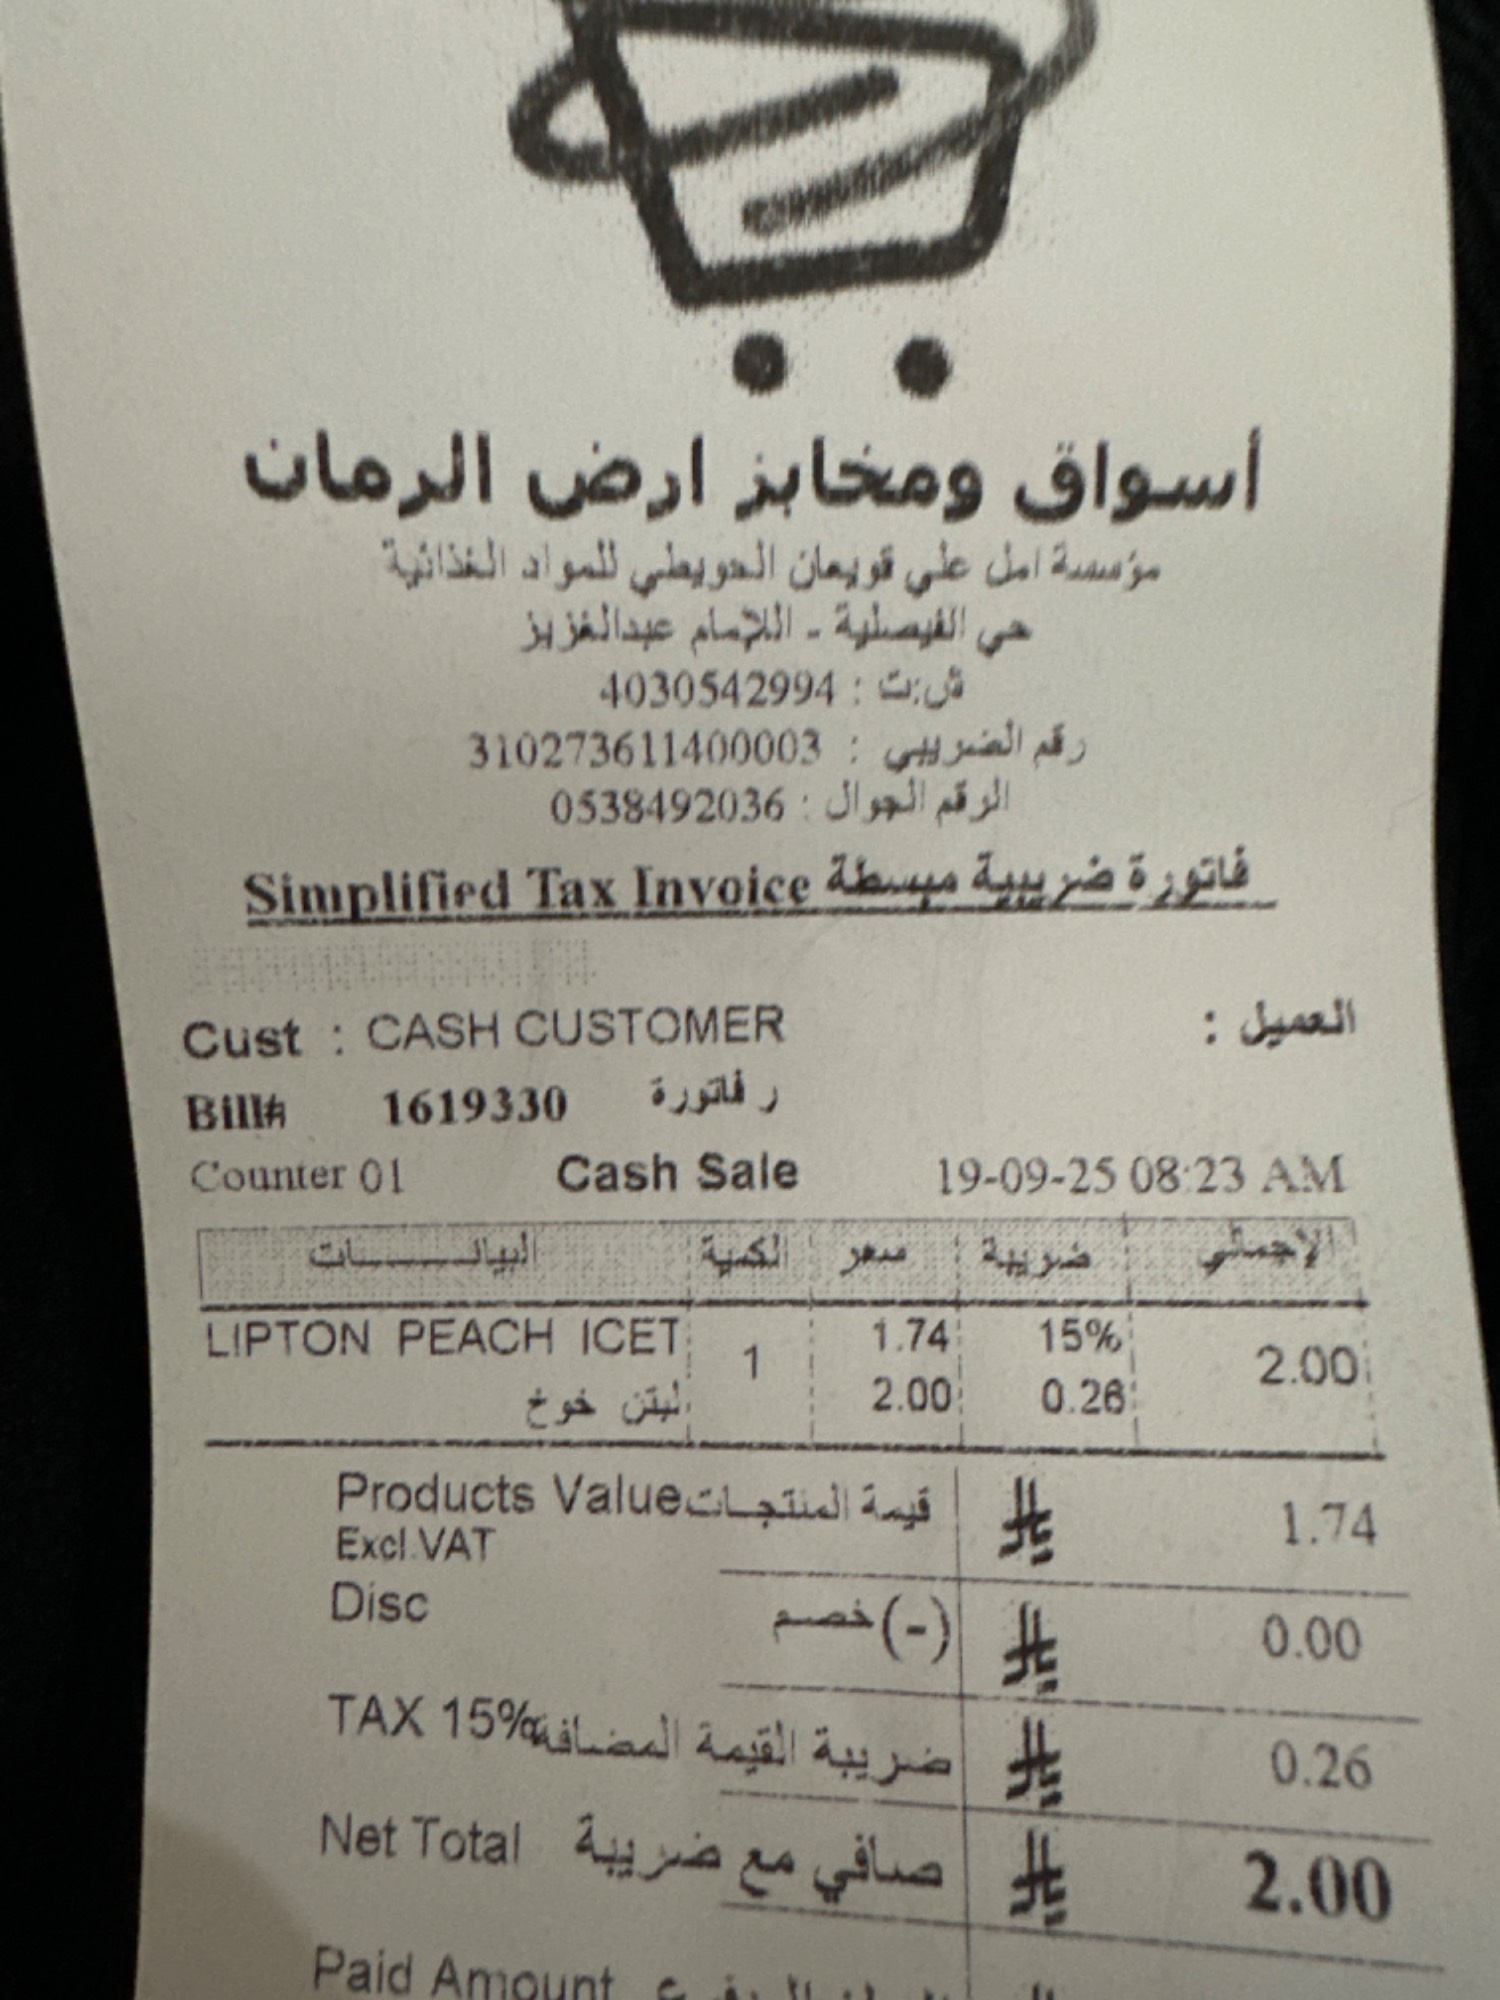 أسواق ومخابز ارض الرمان
مؤسسة امل علي قويعان الحويطي للمواد الغذائية
حي الفيصلية - اللإمام عبدالعزيز
س:ت : 4030542994
رقم الضريبي : 310273611400003
الرقم الجوال : 0538492036
Simplified Tax Invoice فاتورة ضريبية مبسطة
Cust : CASH CUSTOMER العميل :
Bill# 1619330 ر فاتورة
Counter 01 Cash Sale 19-09-25 08:23 AM
البيانات الكمية سعر ضريبة الإجمالي
LIPTON PEACH ICET 1 1.74 15% 2.00
ليتن خوخ 2.00 0.26
Products Value قيمة المنتجات 1.74
Excl.VAT
Disc خصم (-) 0.00
TAX 15% ضريبة القيمة المضافة 0.26
Net Total صافي مع ضريبة 2.00
Paid Amount